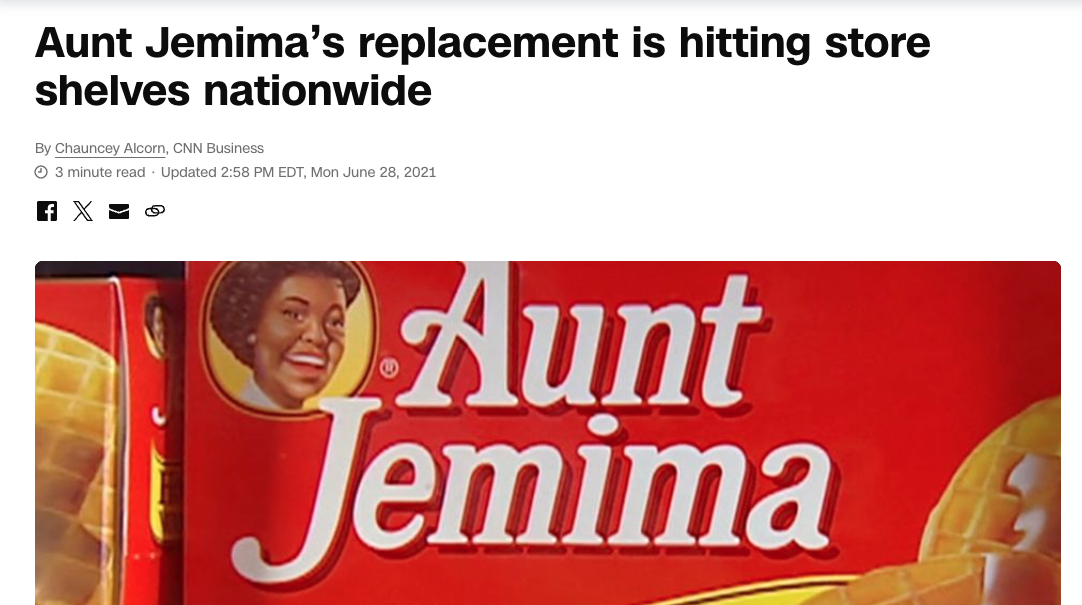 Aunt Jemima’s replacement is hitting store
shelves nationwide
By Chauncey Alcorn, CNN Business
3 minute read · Updated 2:58 PM EDT, Mon June 28, 2021
Aunt
®
Jemima